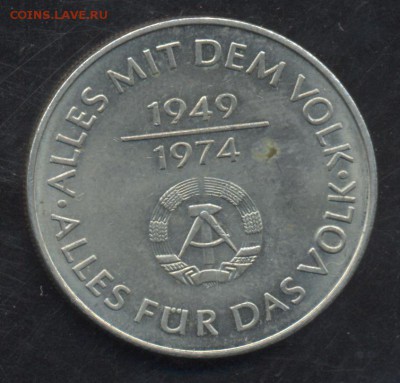 COINS.LAVE.RU
·ALLES MIT DEM VOLK·
1949
1974
ALLES FÜR DAS VOLK